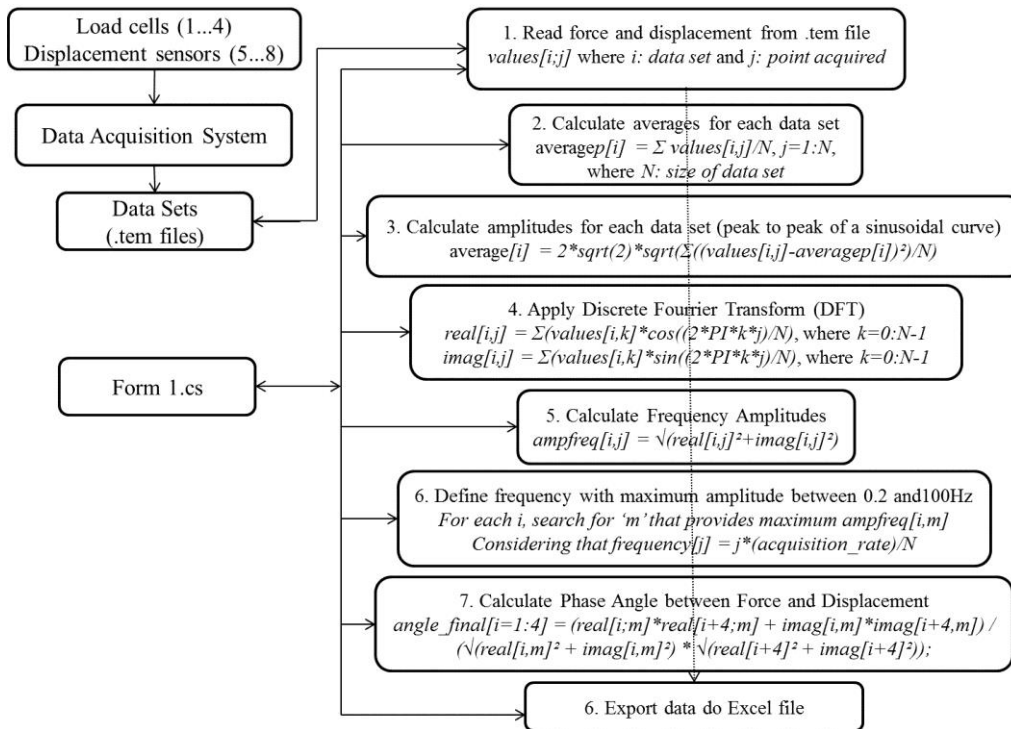 Load cells (1...4)
Displacement sensors (5...8)
Data Acquisition System
Data Sets
(.tem files)
Form 1.cs
1. Read force and displacement from .tem file
values[i;j] where i: data set and j: point acquired
2. Calculate averages for each data set
averagep[i] = Σ values[i,j]/N, j=1:N,
where N: size of data set
3. Calculate amplitudes for each data set (peak to peak of a sinusoidal curve)
average[i] = 2*sqrt(2)*sqrt(Σ((values[i,j]-averagep[i])²)/N)
4. Apply Discrete Fourrier Transform (DFT)
real[i,j] = Σ(values[i,k]*cos((2*PI*k*j)/N), where k=0:N-1
imag[i,j] = Σ(values[i,k]*sin((2*PI*k*j)/N), where k=0:N-1
5. Calculate Frequency Amplitudes
ampfreq[i,j] = √(real[i,j]²+imag[i,j]²)
6. Define frequency with maximum amplitude between 0.2 and100Hz
For each i, search for ‘m’ that provides maximum ampfreq[i,m]
Considering that frequency[j] = j*(acquisition_rate)/N
7. Calculate Phase Angle between Force and Displacement
angle_final[i=1:4] = (real[i;m]*real[i+4;m] + imag[i,m]*imag[i+4,m]) /
(√(real[i,m]² + imag[i,m]²) * √(real[i+4]² + imag[i+4]²));
6. Export data do Excel file